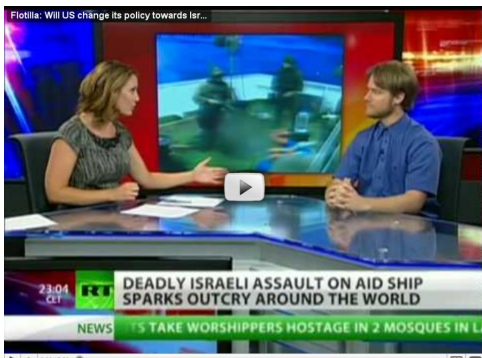 Flotilla: Will US change its policy towards Isr...
23:04
CET
RT
DEADLY ISRAELI ASSAULT ON AID SHIP
SPARKS OUTCRY AROUND THE WORLD
NEWS
TS TAKE WORSHIPPERS HOSTAGE IN 2 MOSQUES IN LA